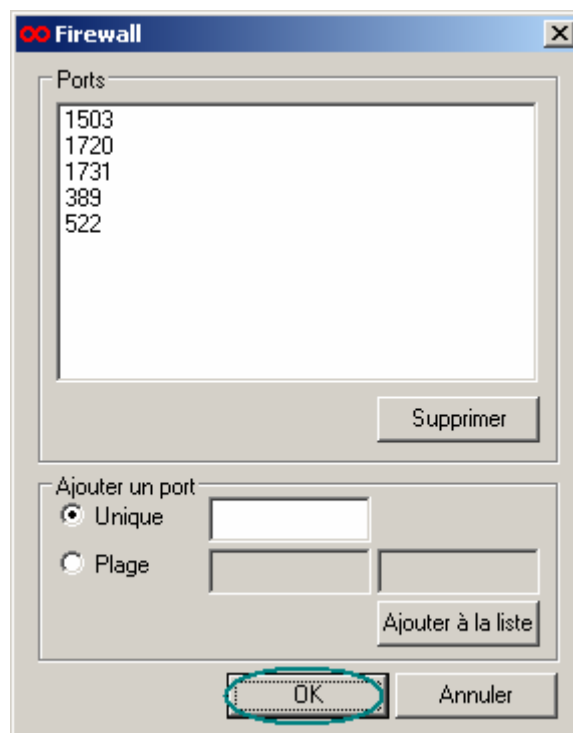 Firewall
Ports
1503
1720
1731
389
522
Supprimer
Ajouter un port
Unique
Plage
Ajouter à la liste
OK
Annuler